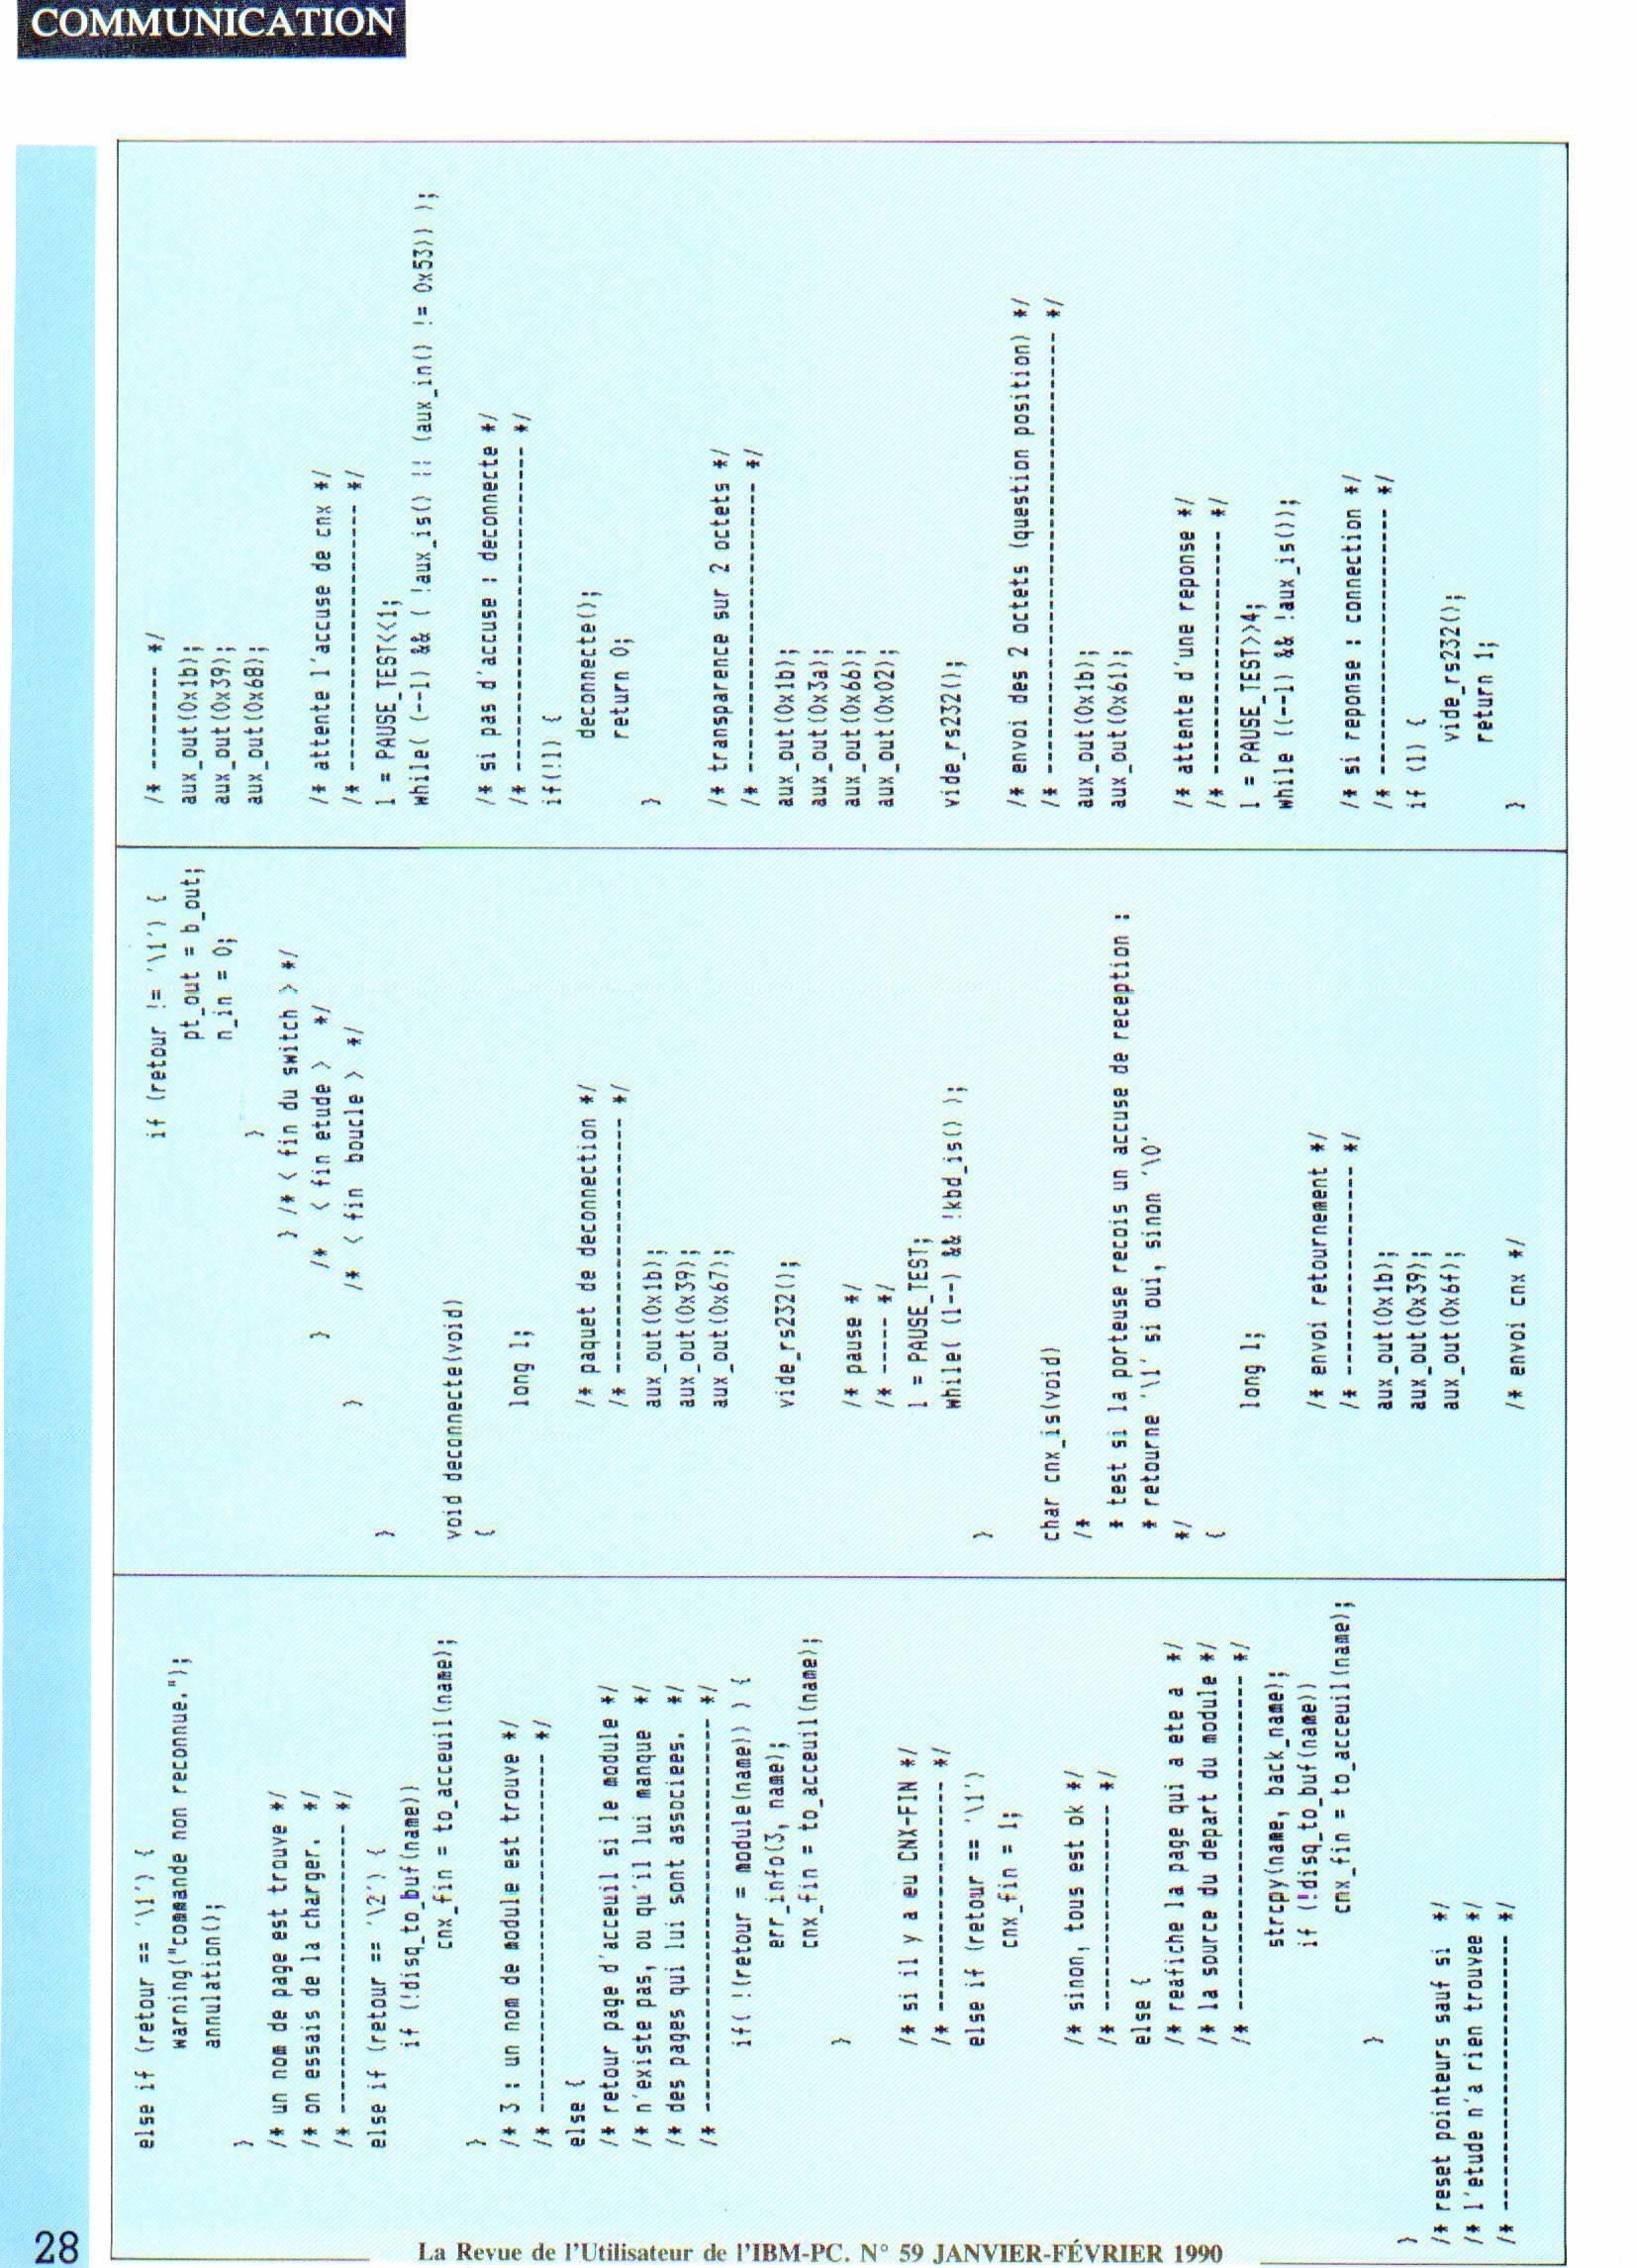 COMMUNICATION
else if (retour == '\1') {
warning("commande non reconnue.");
annulation();
}
/* un nom de page est trouve */
/* on essais de la charger. */
/* ------------------------- */
else if (retour == '\2') {
if (!disq_to_buf(name))
cnx_fin = to_acceuil(name);
}
/* 3 : un nom de module est trouve */
/* ------------------------------- */
else {
/* retour page d'acceuil si le module */
/* n'existe pas, ou qu'il lui manque */
/* des pages qui lui sont associees. */
/* ---------------------------------- */
if( !(retour = module(name)) ) {
err_info(3, name);
cnx_fin = to_acceuil(name);
}
/* si il y a eu CNX-FIN */
/* -------------------- */
else if (retour == '\1')
cnx_fin = 1;
/* sinon, tous est ok */
/* ------------------ */
else {
/* reafiche la page qui a ete a */
/* la source du depart du module */
/* ----------------------------- */
strcpy(name, back_name);
if (!disq_to_buf(name))
cnx_fin = to_acceuil(name);
}
}
/* reset pointeurs sauf si */
/* l'etude n'a rien trouvee */
/* ------------------------ */
if (retour != '\1') {
pt_out = b_out;
n_in = 0;
}
} /* < fin du switch > */
} /* < fin etude > */
} /* < fin boucle > */
}
void deconnecte(void)
{
long l;
/* paquet de deconnection */
/* ---------------------- */
aux_out(0x1b);
aux_out(0x39);
aux_out(0x67);
vide_rs232();
/* pause */
/* ----- */
l = PAUSE_TEST;
while( (l--) && !kbd_is() );
}
char cnx_is(void)
/*
* test si la porteuse recois un accuse de reception :
* retourne '\1' si oui, sinon '\0'
*/
{
long l;
/* envoi retournement */
/* ------------------ */
aux_out(0x1b);
aux_out(0x39);
aux_out(0x6f);
/* envoi cnx */
/* --------- */
aux_out(0x1b);
aux_out(0x39);
aux_out(0x68);
/* attente l'accuse de cnx */
/* ----------------------- */
l = PAUSE_TEST<<1;
while( (--l) && ( !aux_is() || (aux_in() != 0x53)) );
/* si pas d'accuse : deconnecte */
/* ---------------------------- */
if(!l) {
deconnecte();
return 0;
}
/* transparence sur 2 octets */
/* ------------------------- */
aux_out(0x1b);
aux_out(0x3a);
aux_out(0x66);
aux_out(0x02);
vide_rs232();
/* envoi des 2 octets (question position) */
/* -------------------------------------- */
aux_out(0x1b);
aux_out(0x61);
/* attente d'une reponse */
/* --------------------- */
l = PAUSE_TEST>>4;
while ((--l) && !aux_is());
/* si reponse : connection */
/* ----------------------- */
if (l) {
vide_rs232();
return 1;
}
28
La Revue de l'Utilisateur de l'IBM-PC. N° 59 JANVIER-FÉVRIER 1990